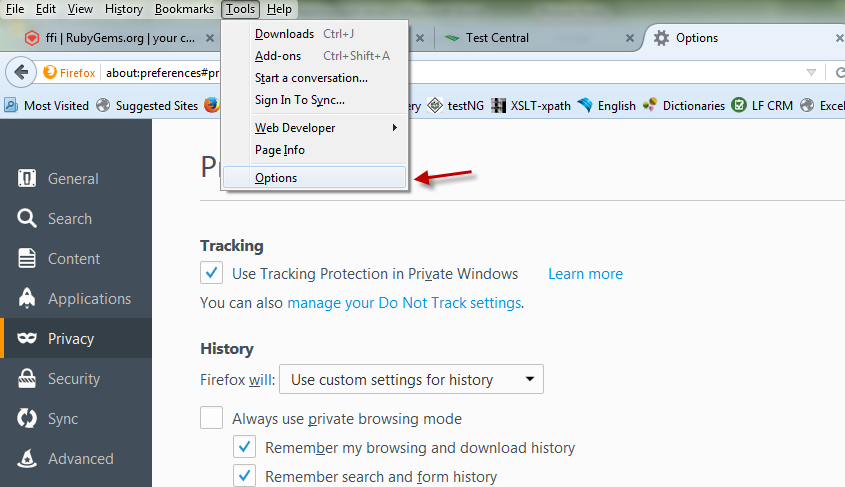 File Edit View History Bookmarks Tools Help
ffi | RubyGems.org | your c...
Test Central
Options
Firefox about:preferences#pr
Most Visited Suggested Sites ery testNG XSLT-xpath English Dictionaries LF CRM Excel
Downloads Ctrl+J
Add-ons Ctrl+Shift+A
Start a conversation...
Sign In To Sync...
Web Developer
Page Info
Options
General
Search
Content
Applications
Privacy
Security
Sync
Advanced
Tracking
Use Tracking Protection in Private Windows Learn more
You can also manage your Do Not Track settings.
History
Firefox will: Use custom settings for history
Always use private browsing mode
Remember my browsing and download history
Remember search and form history